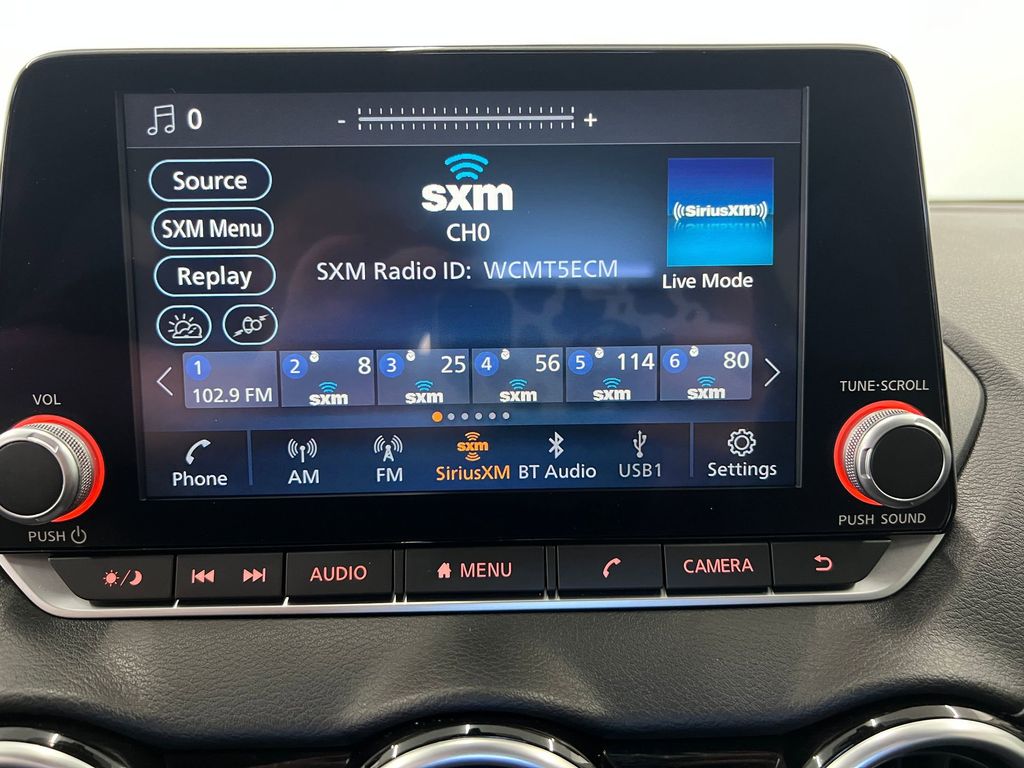 0
- +
Source
SXM Menu
Replay
sxm
CH0
SXM Radio ID: WCMT5ECM
((SiriusXM))
Live Mode
1 102.9 FM
2 8 sxm
3 25 sxm
4 56 sxm
5 114 sxm
6 80 sxm
Phone
AM
FM
sxm
SiriusXM
BT Audio
USB1
Settings
VOL
PUSH
TUNE·SCROLL
PUSH SOUND
AUDIO
MENU
CAMERA